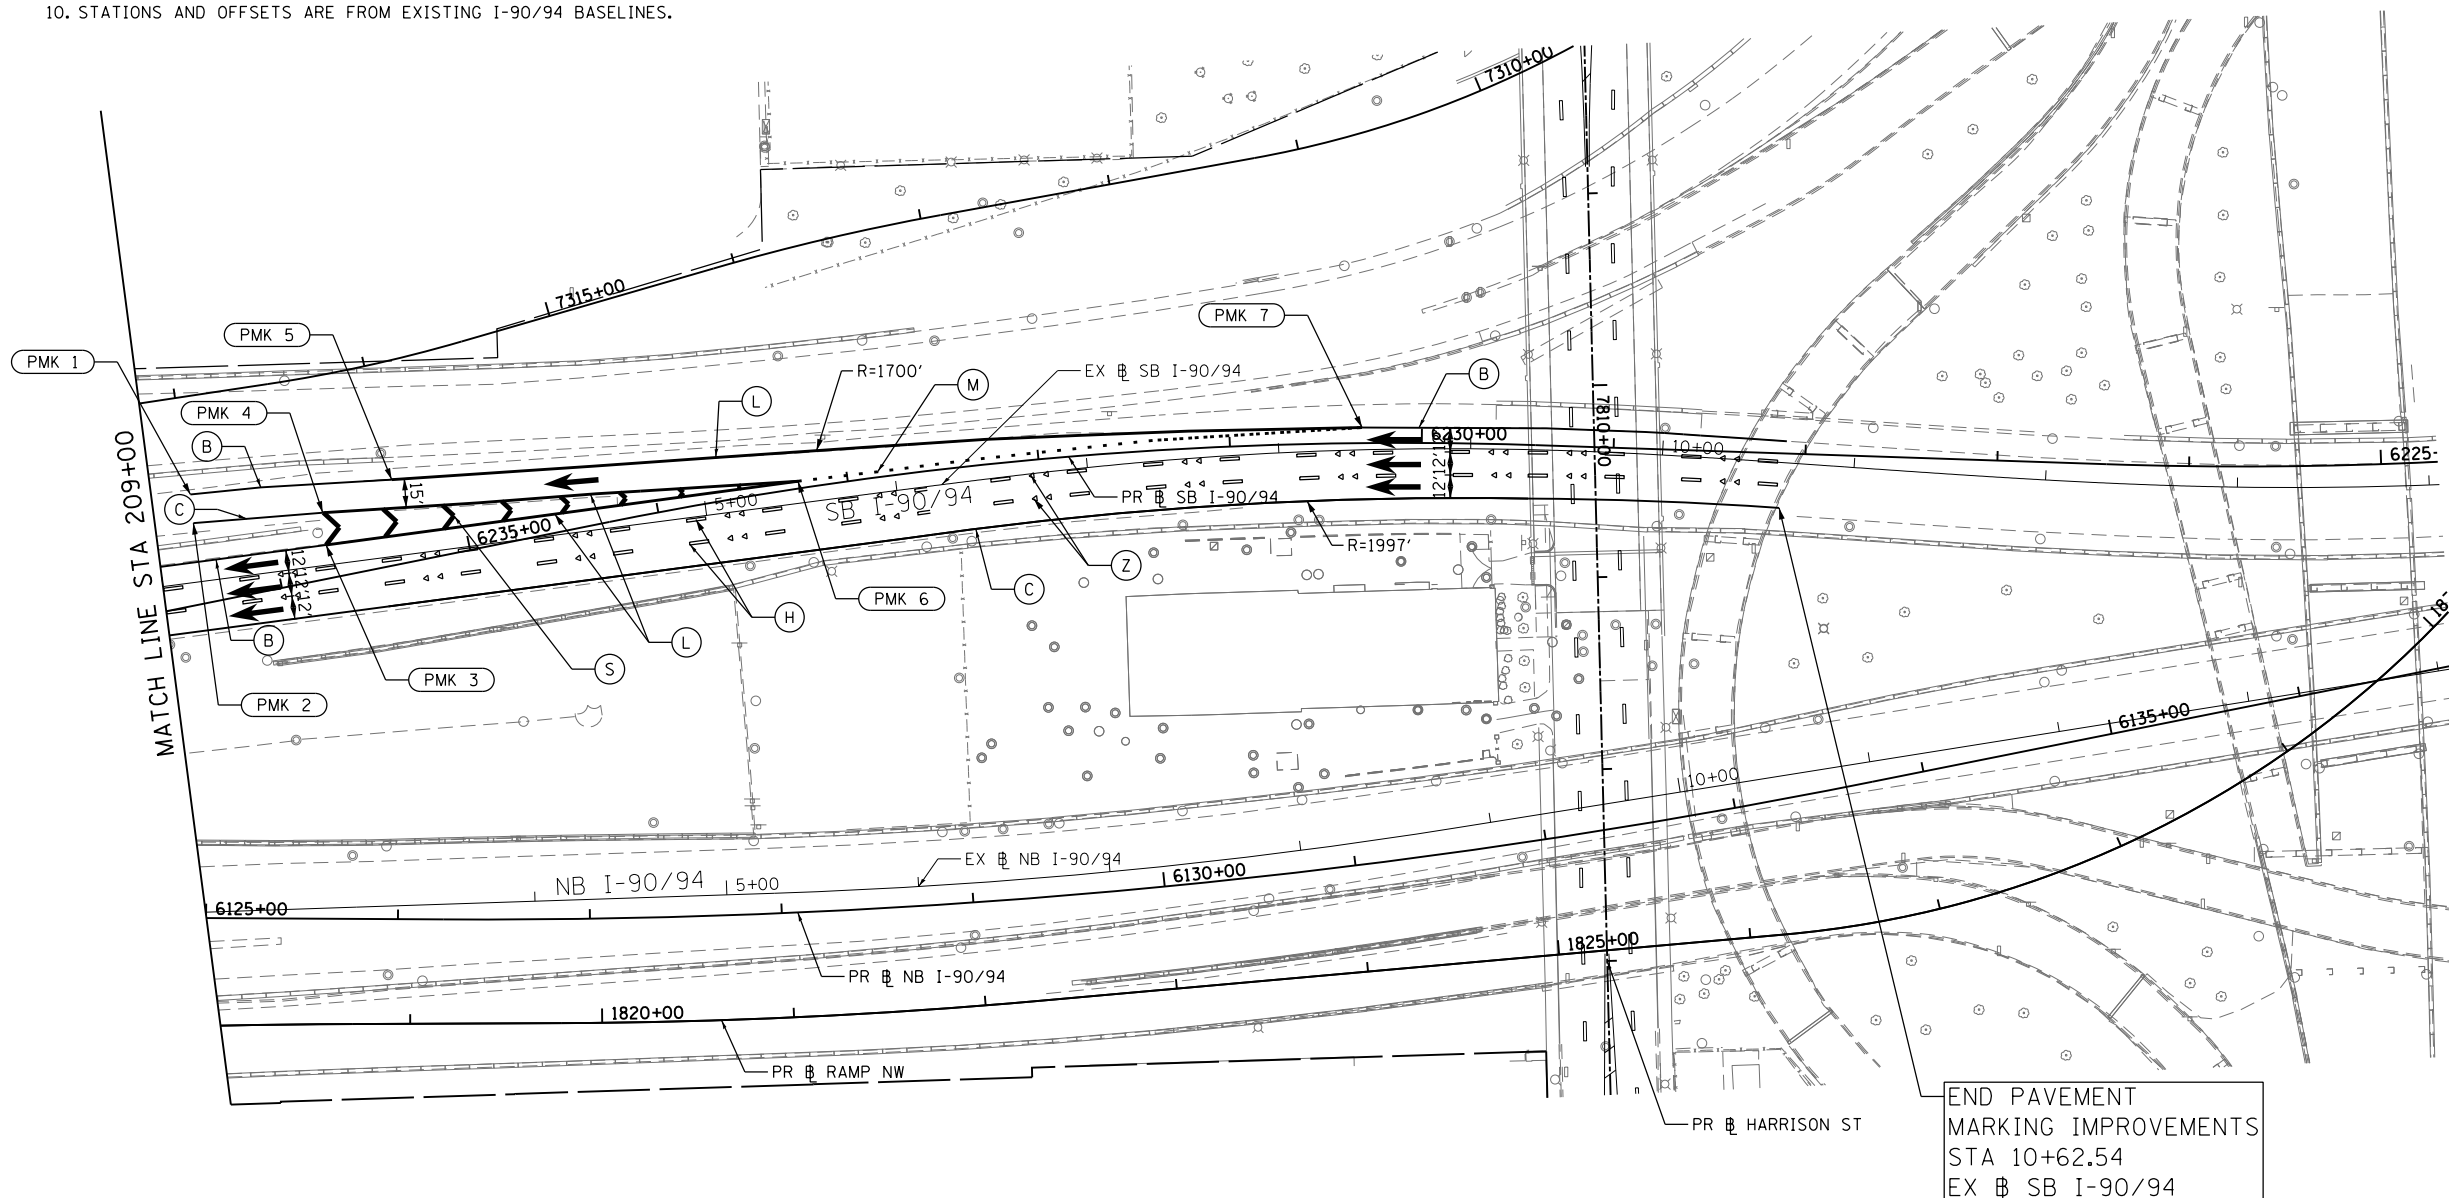 10. STATIONS AND OFFSETS ARE FROM EXISTING I-90/94 BASELINES.
7310+00
7315+00
PMK 7
PMK 5
PMK 1
R=1700'
M
EX ℄ SB I-90/94
B
L
PMK 4
7810+00
MATCH LINE STA 209+00
B
6230+00
10+00
6225-
15'
12'
12'
12'
C
5+00
SB I-90/94
PR ℄ SB I-90/94
6235+00
R=1997'
12'
12'
12'
Z
C
PMK 6
H
B
L
S
PMK 3
PMK 2
18'
6135+00
10+00
EX ℄ NB I-90/94
6130+00
NB I-90/94
5+00
6125+00
1825+00
PR ℄ NB I-90/94
1820+00
PR ℄ RAMP NW
PR ℄ HARRISON ST
END PAVEMENT
MARKING IMPROVEMENTS
STA 10+62.54
EX ℄ SB I-90/94